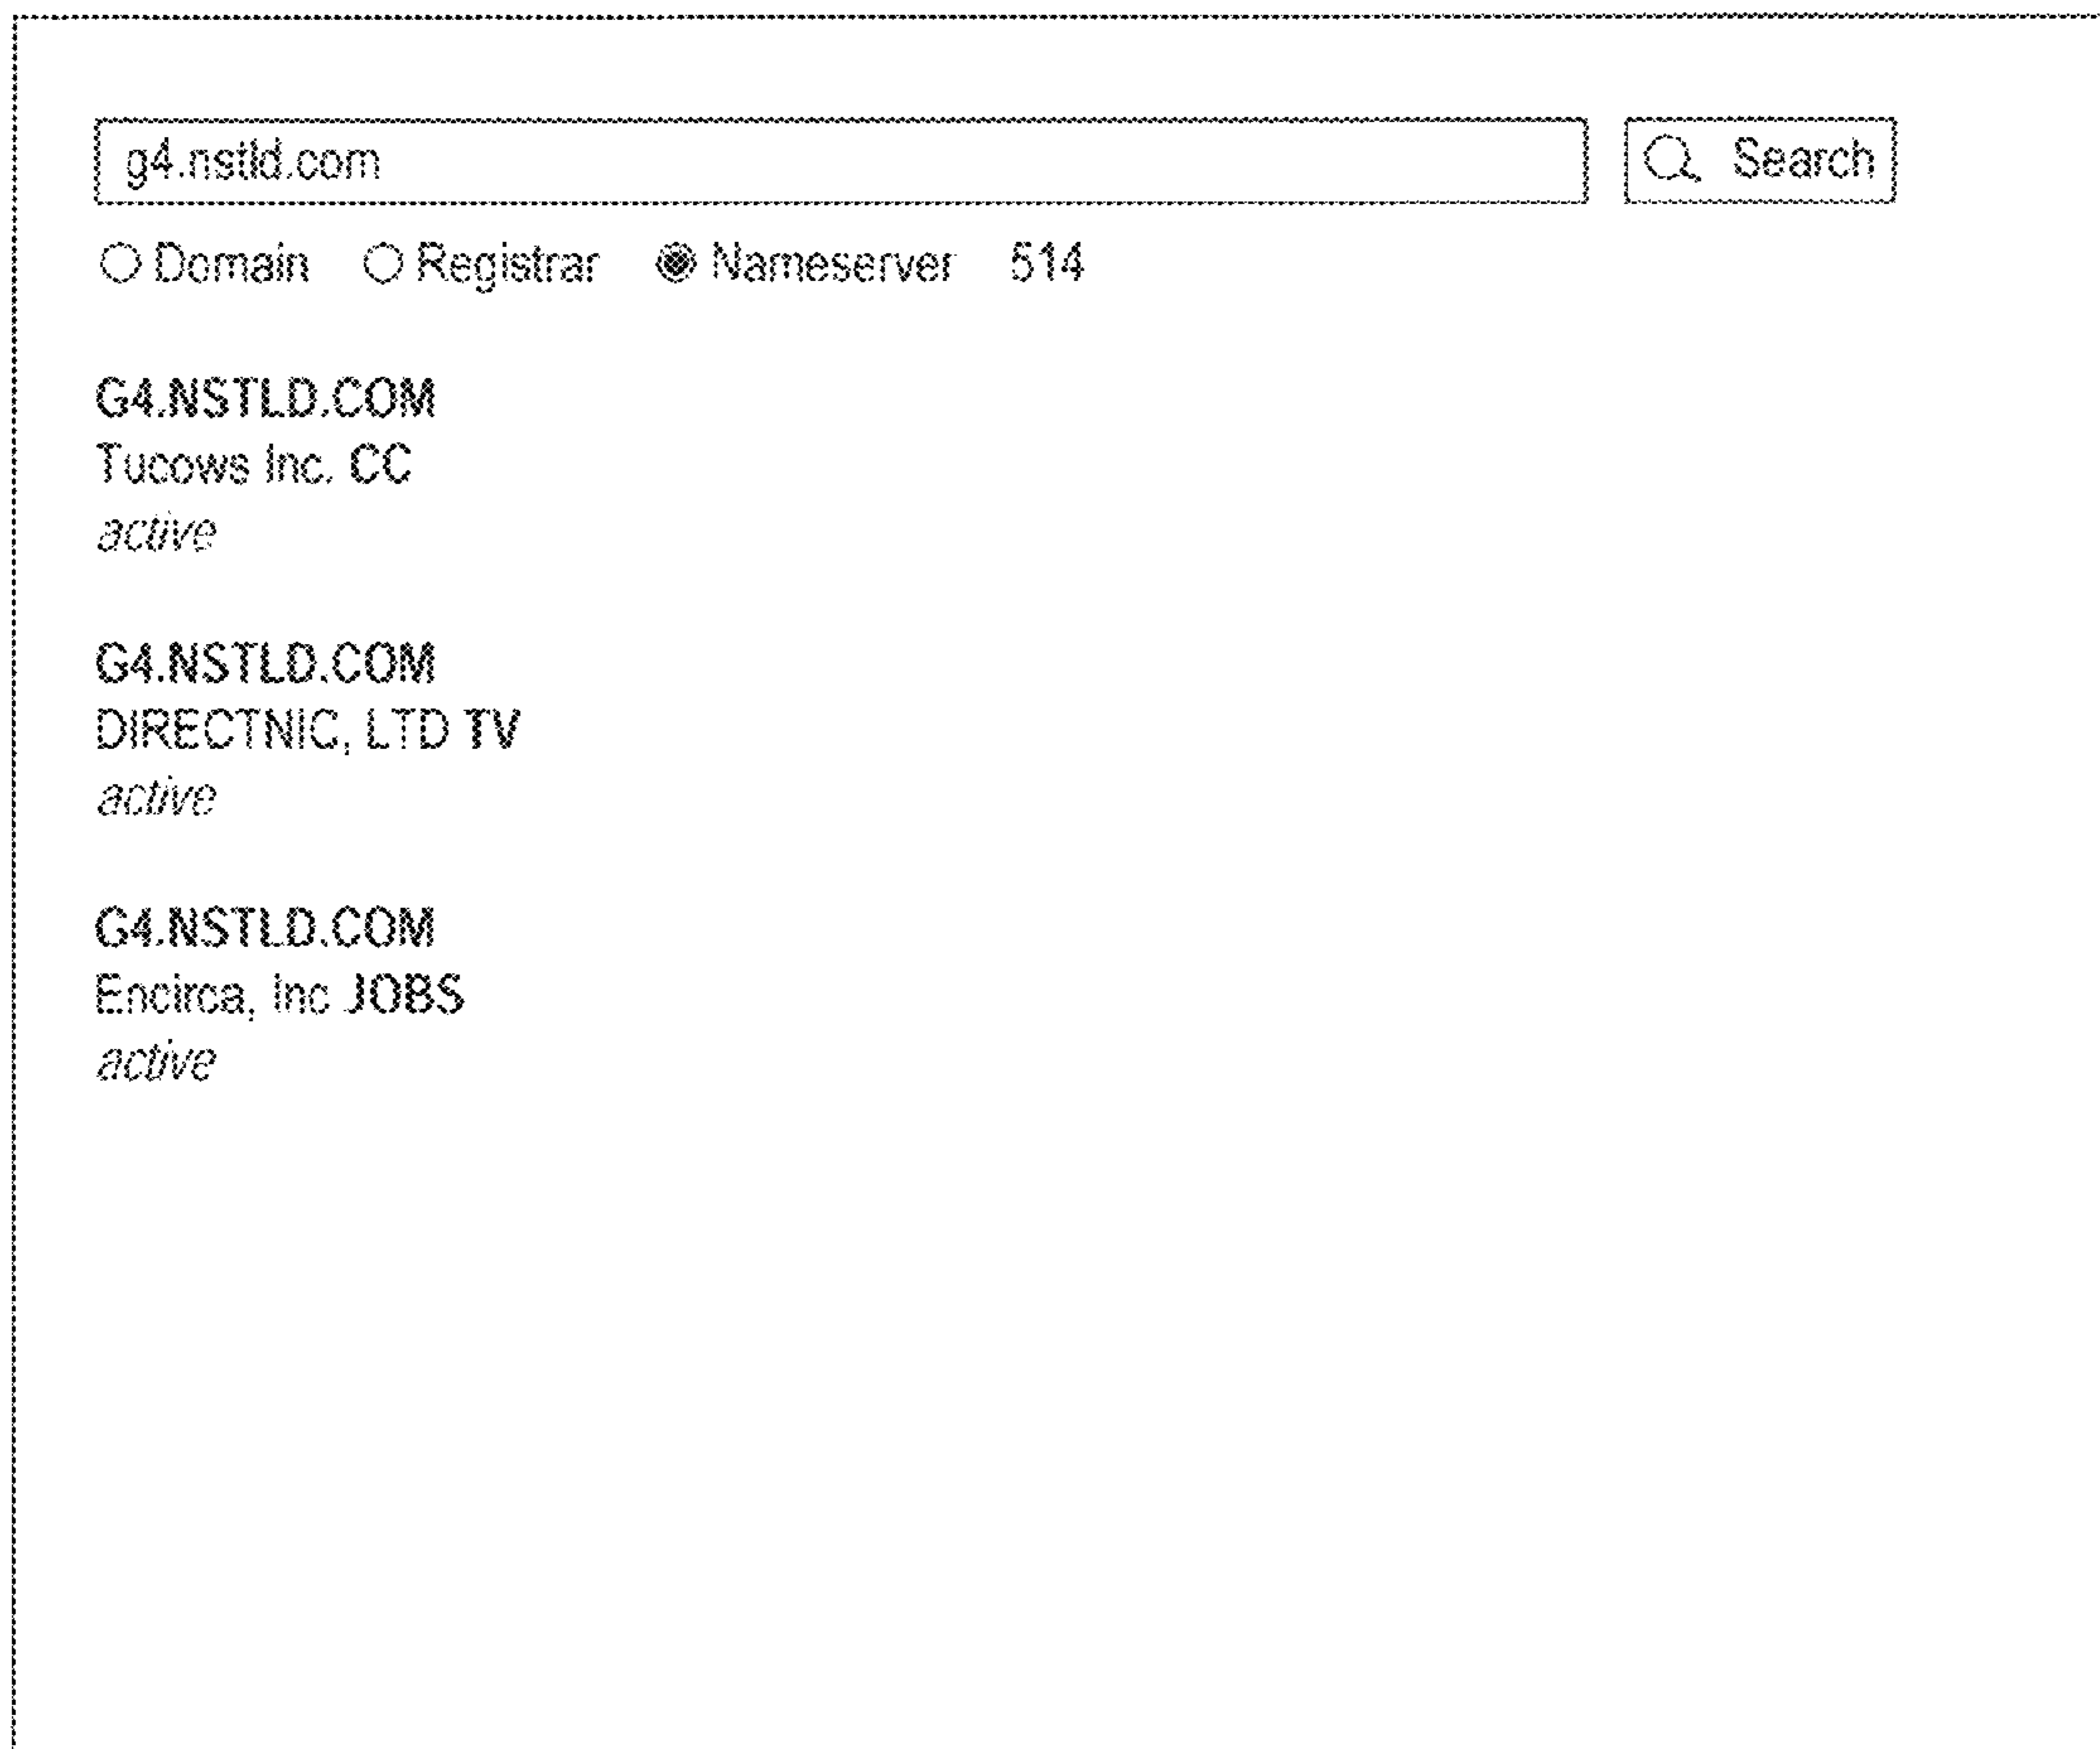 g4.nstld.com
Search
Domain Registrar Nameserver 514
G4.NSTLD.COM
Tucows Inc. CC
active
G4.NSTLD.COM
DIRECTNIC, LTD TV
active
G4.NSTLD.COM
Encirca, Inc JOBS
active